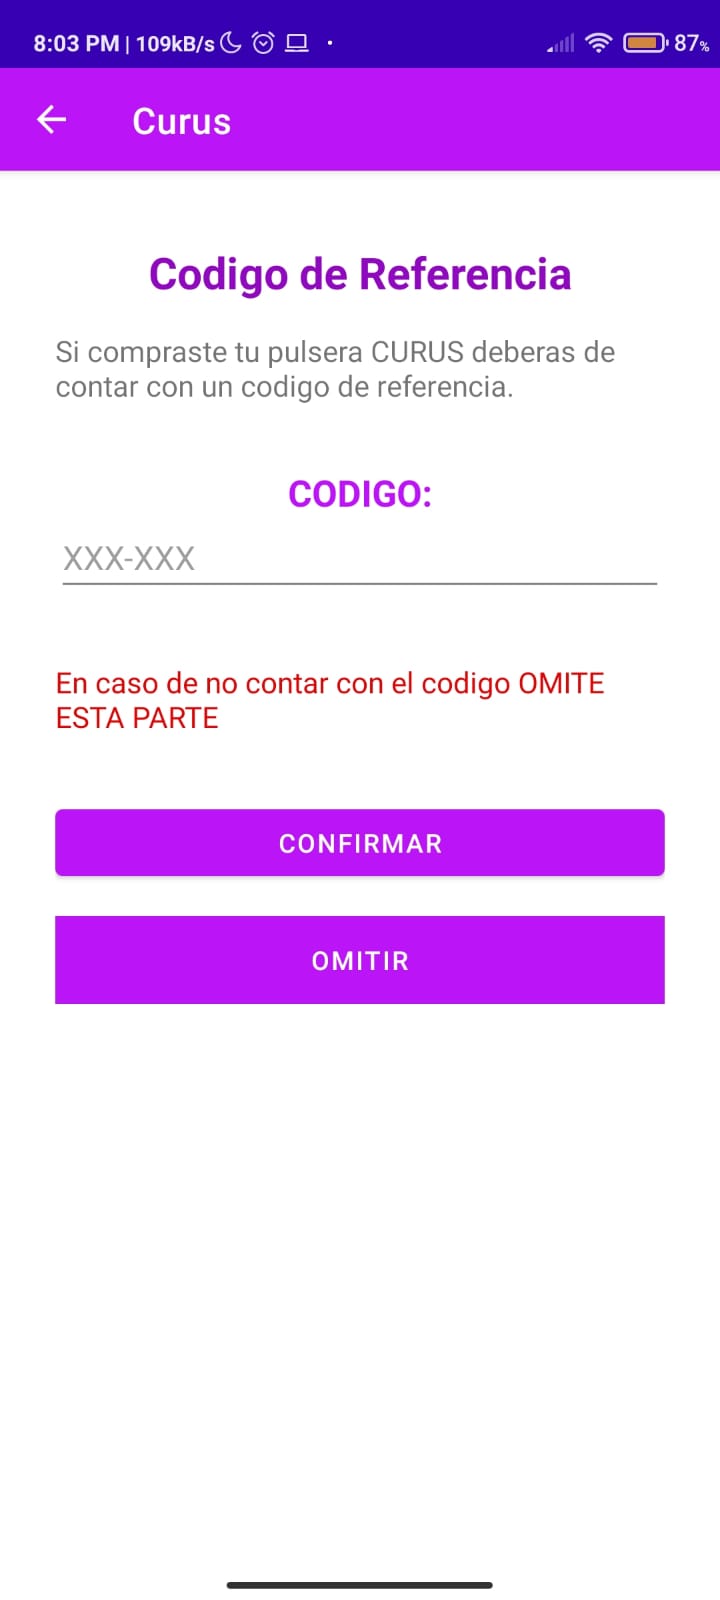 8:03 PM | 109kB/s 87%
Curus
Codigo de Referencia
Si compraste tu pulsera CURUS deberas de
contar con un codigo de referencia.
CODIGO:
XXX-XXX
En caso de no contar con el codigo OMITE
ESTA PARTE
CONFIRMAR
OMITIR